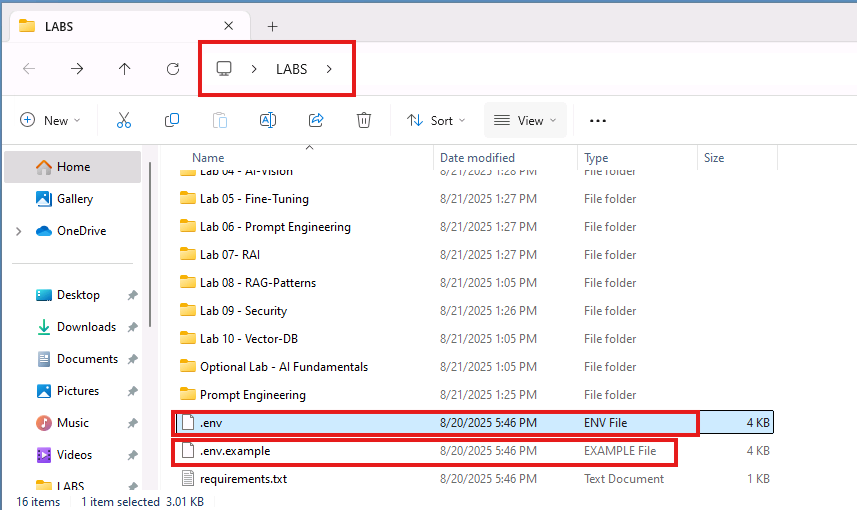 LABS
LABS
New
Sort
View
Home
Gallery
OneDrive
Desktop
Downloads
Documents
Pictures
Music
Videos
LABS
Name Date modified Type Size
Lab 04 - AI-Vision 8/21/2025 1:28 PM File folder
Lab 05 - Fine-Tuning 8/21/2025 1:27 PM File folder
Lab 06 - Prompt Engineering 8/21/2025 1:27 PM File folder
Lab 07- RAI 8/21/2025 1:27 PM File folder
Lab 08 - RAG-Patterns 8/21/2025 1:05 PM File folder
Lab 09 - Security 8/21/2025 1:26 PM File folder
Lab 10 - Vector-DB 8/21/2025 1:05 PM File folder
Optional Lab - AI Fundamentals 8/21/2025 1:05 PM File folder
Prompt Engineering 8/21/2025 1:25 PM File folder
.env 8/20/2025 5:46 PM ENV File 4 KB
.env.example 8/20/2025 5:46 PM EXAMPLE File 4 KB
requirements.txt 8/20/2025 5:46 PM Text Document 1 KB
16 items 1 item selected 3.01 KB